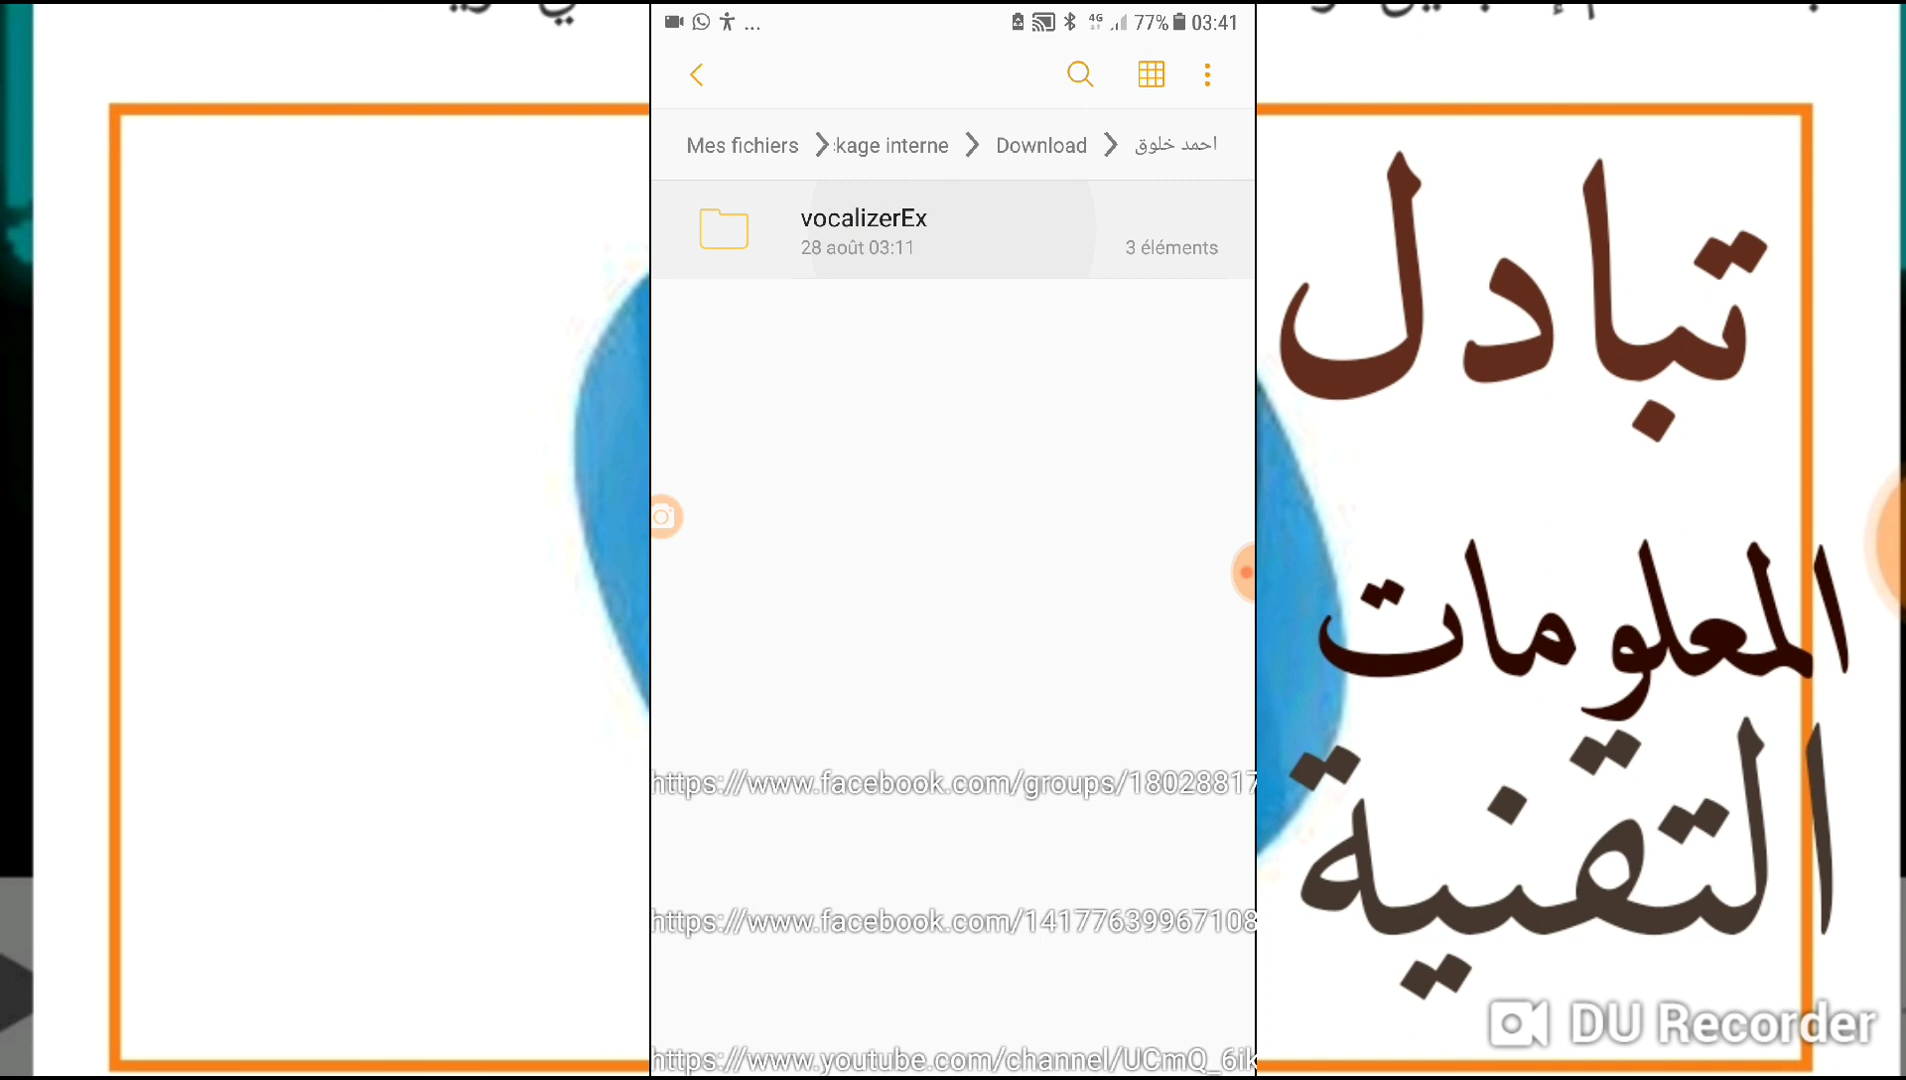 ... 77% 03:41
Mes fichiers kage interne Download احمد خلوق
vocalizerEx
28 août 03:11
3 éléments
https://www.facebook.com/groups/18028817
https://www.facebook.com/14177639967108
https://www.youtube.com/channel/UCmQ_6ik
تبادل
المعلومات
التقنية
DU Recorder